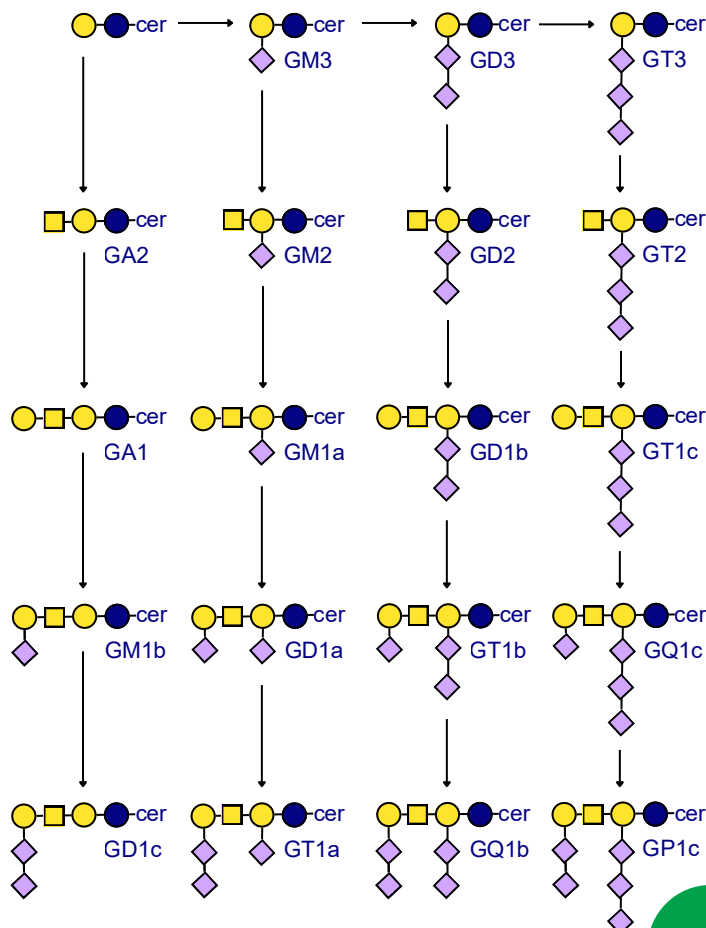 cer cer cer cer
GM3 GD3 GT3
cer cer cer cer
GA2 GM2 GD2 GT2
cer cer cer cer
GA1 GM1a GD1b GT1c
cer cer cer cer
GM1b GD1a GT1b GQ1c
cer cer cer cer
GD1c GT1a GQ1b GP1c